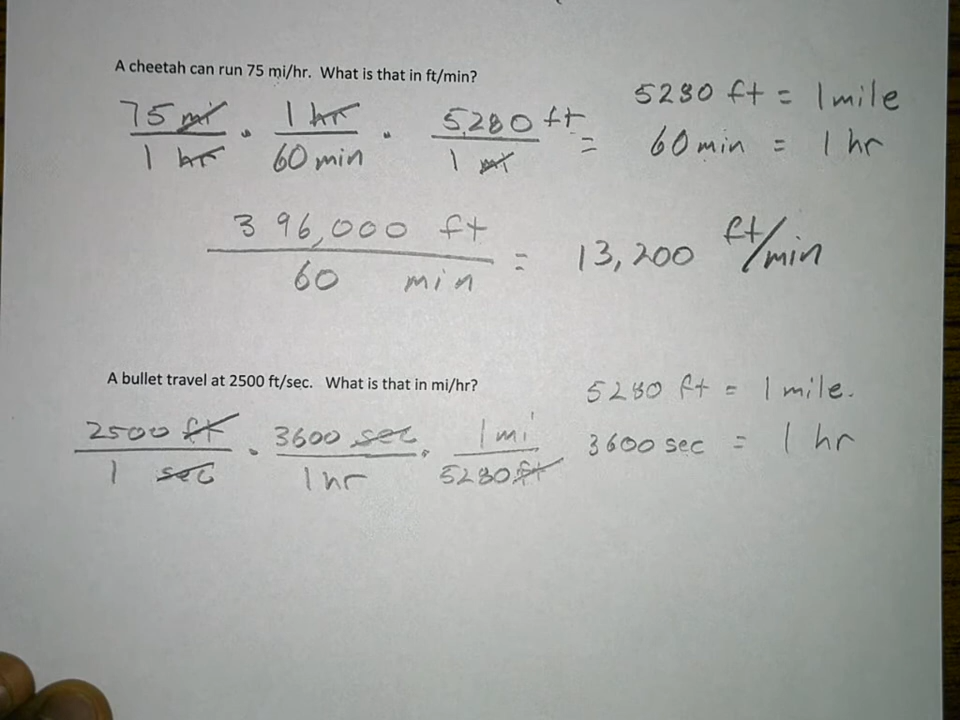 A cheetah can run 75 mi/hr. What is that in ft/min?
75 mi / 1 hr · 1 hr / 60 min · 5,280 ft / 1 mi =
5280 ft = 1 mile
60 min = 1 hr
396,000 ft / 60 min = 13,200 ft/min
A bullet travel at 2500 ft/sec. What is that in mi/hr?
5280 ft = 1 mile.
2500 ft / 1 sec · 3600 sec / 1 hr · 1 mi / 5280 ft
3600 sec = 1 hr